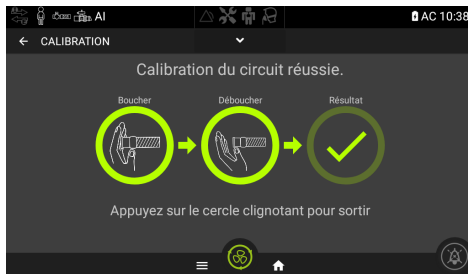 AI
AC 10:38
CALIBRATION
Calibration du circuit réussie.
Boucher
Déboucher
Résultat
Appuyez sur le cercle clignotant pour sortir